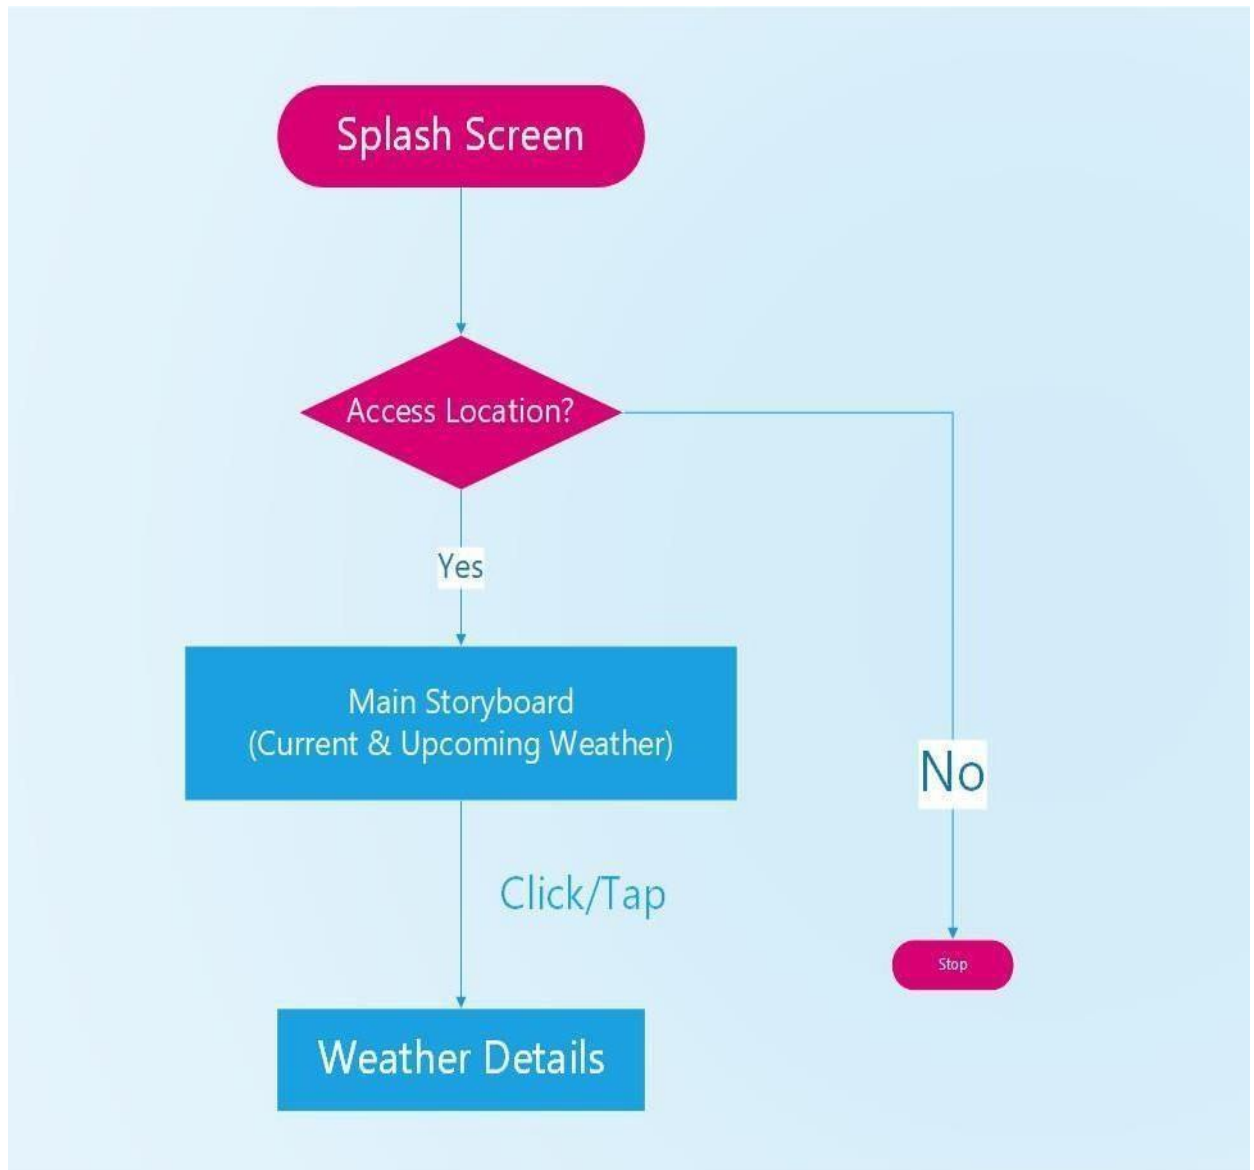 Splash Screen
Access Location?
Yes
Main Storyboard
(Current & Upcoming Weather)
No
Click/Tap
Stop
Weather Details